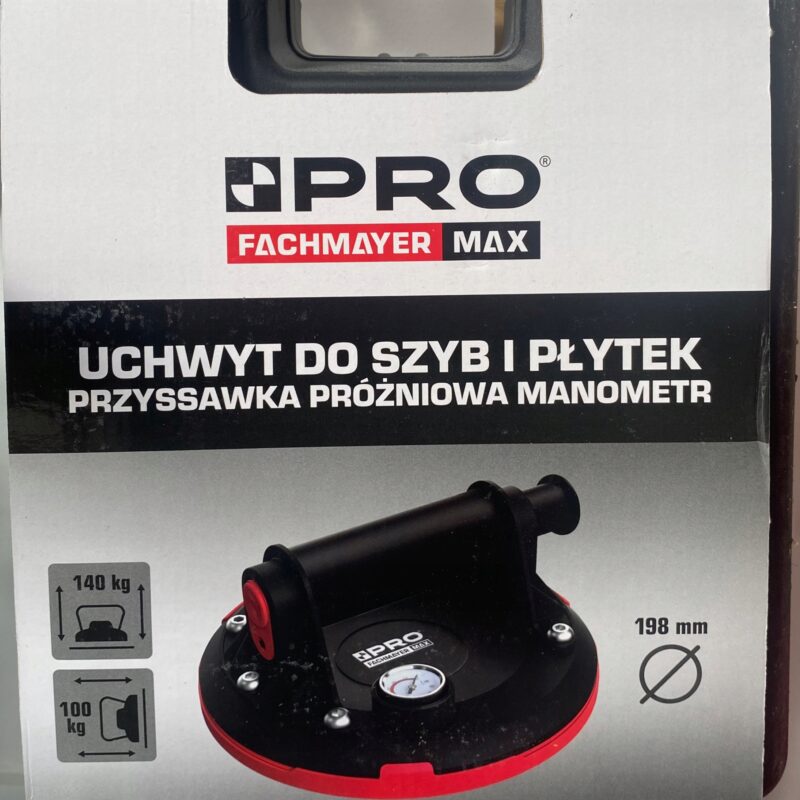 PRO®
FACHMAYER MAX
UCHWYT DO SZYB I PŁYTEK
PRZYSSAWKA PRÓŻNIOWA MANOMETR
140 kg
100
kg
PRO
FACHMAYER MAX
198 mm